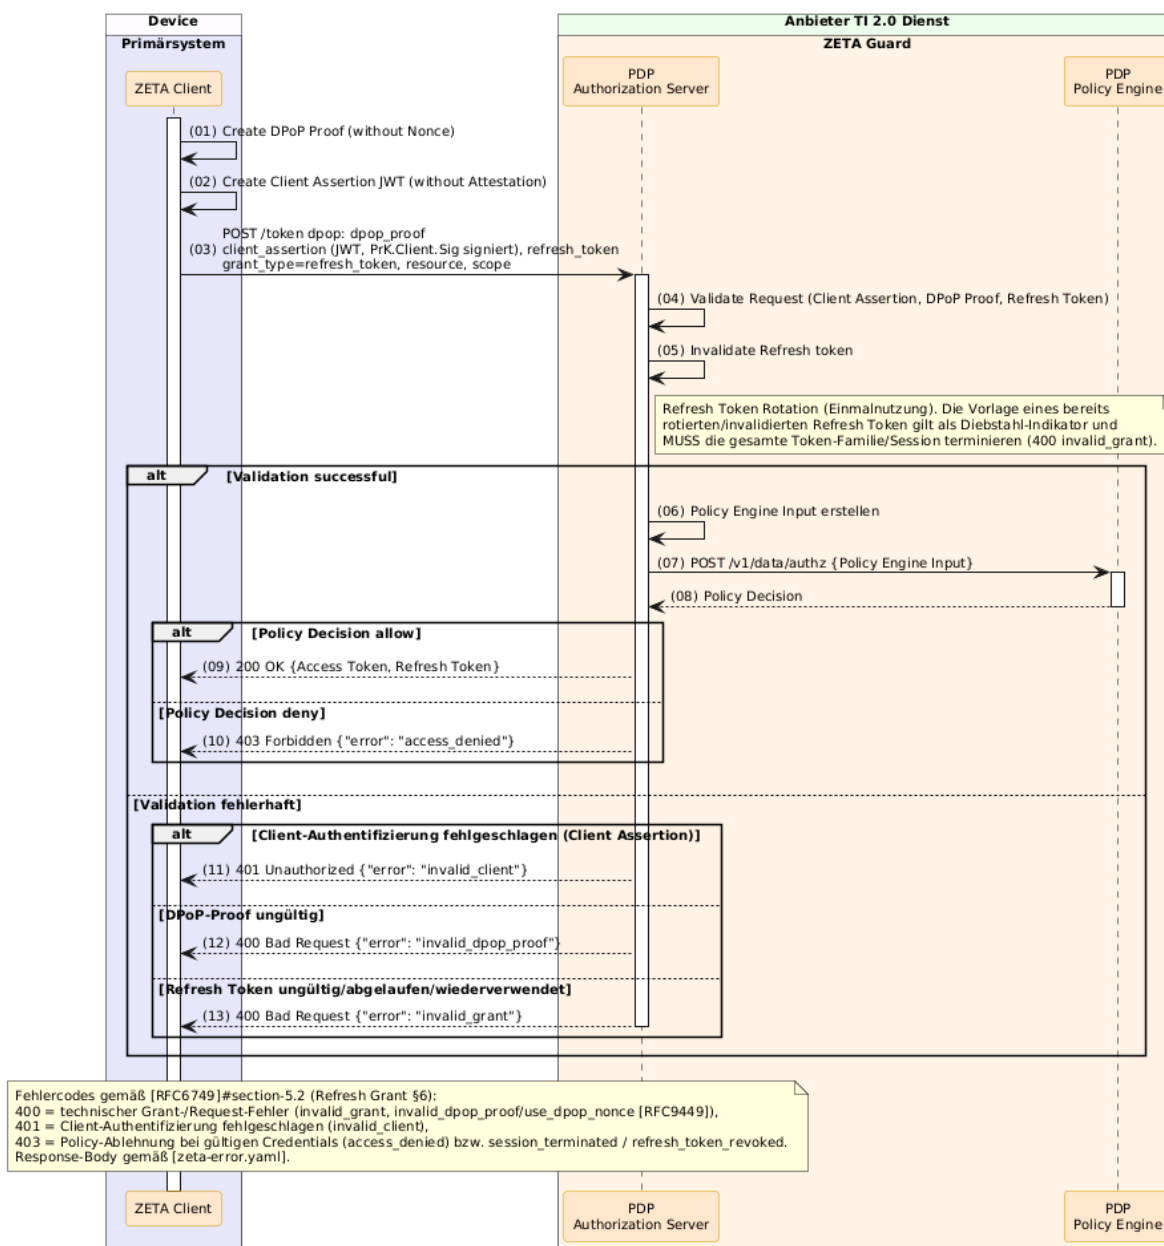 Device
Anbieter TI 2.0 Dienst
Primärsystem
ZETA Guard
ZETA Client
PDP
Authorization Server
PDP
Policy Engine
(01) Create DPoP Proof (without Nonce)
(02) Create Client Assertion JWT (without Attestation)
POST /token dpop: dpop_proof
(03) client_assertion (JWT, PrK.Client.Sig signiert), refresh_token
grant_type=refresh_token, resource, scope
(04) Validate Request (Client Assertion, DPoP Proof, Refresh Token)
(05) Invalidate Refresh token
Refresh Token Rotation (Einmalnutzung). Die Vorlage eines bereits
rotierten/invalidierten Refresh Token gilt als Diebstahl-Indikator und
MUSS die gesamte Token-Familie/Session terminieren (400 invalid_grant).
alt [Validation successful]
(06) Policy Engine Input erstellen
(07) POST /v1/data/authz {Policy Engine Input}
(08) Policy Decision
alt [Policy Decision allow]
(09) 200 OK {Access Token, Refresh Token}
[Policy Decision deny]
(10) 403 Forbidden {"error": "access_denied"}
[Validation fehlerhaft]
alt [Client-Authentifizierung fehlgeschlagen (Client Assertion)]
(11) 401 Unauthorized {"error": "invalid_client"}
[DPoP-Proof ungültig]
(12) 400 Bad Request {"error": "invalid_dpop_proof"}
[Refresh Token ungültig/abgelaufen/wiederverwendet]
(13) 400 Bad Request {"error": "invalid_grant"}
Fehlercodes gemäß [RFC6749]#section-5.2 (Refresh Grant §6):
400 = technischer Grant-/Request-Fehler (invalid_grant, invalid_dpop_proof/use_dpop_nonce [RFC9449]),
401 = Client-Authentifizierung fehlgeschlagen (invalid_client),
403 = Policy-Ablehnung bei gültigen Credentials (access_denied) bzw. session_terminated / refresh_token_revoked.
Response-Body gemäß [zeta-error.yaml].
ZETA Client
PDP
Authorization Server
PDP
Policy Engine